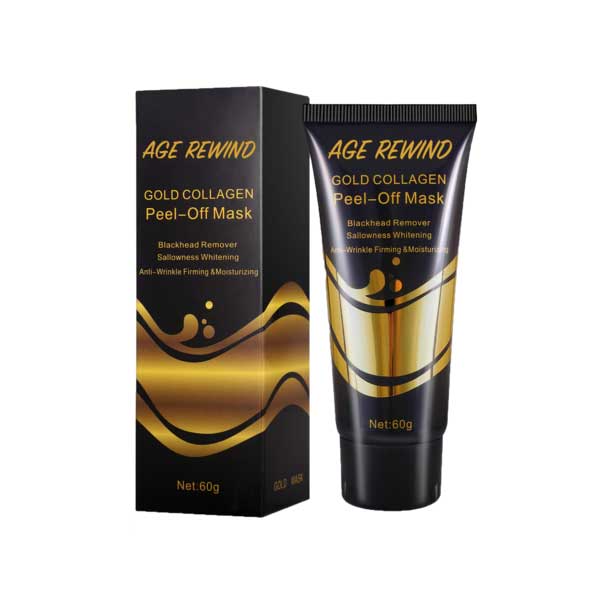 AGE REWIND
GOLD COLLAGEN
Peel-Off Mask
Blackhead Remover
Sallowness Whitening
Anti-Wrinkle Firming &Moisturizing
Net:60g
GOLD MASK
AGE REWIND
GOLD COLLAGEN
Peel-Off Mask
Blackhead Remover
Sallowness Whitening
Anti-Wrinkle Firming &Moisturizing
Net:60g